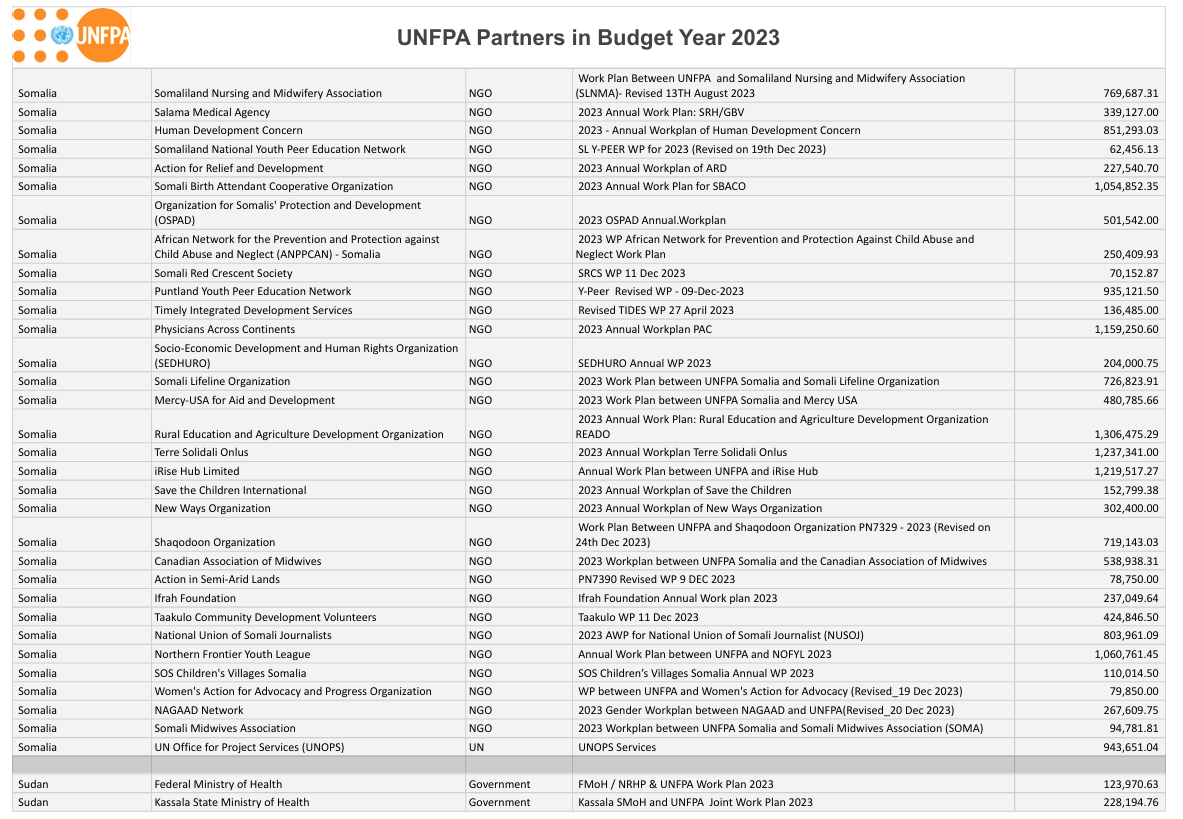 UNFPA
UNFPA Partners in Budget Year 2023
Work Plan Between UNFPA  and Somaliland Nursing and Midwifery Association
Somalia Somaliland Nursing and Midwifery Association NGO (SLNMA)- Revised 13TH August 2023 769,687.31
Somalia Salama Medical Agency NGO 2023 Annual Work Plan: SRH/GBV 339,127.00
Somalia Human Development Concern NGO 2023 - Annual Workplan of Human Development Concern 851,293.03
Somalia Somaliland National Youth Peer Education Network NGO SL Y-PEER WP for 2023 (Revised on 19th Dec 2023) 62,456.13
Somalia Action for Relief and Development NGO 2023 Annual Workplan of ARD 227,540.70
Somalia Somali Birth Attendant Cooperative Organization NGO 2023 Annual Work Plan for SBACO 1,054,852.35
Organization for Somalis' Protection and Development
Somalia (OSPAD) NGO 2023 OSPAD Annual.Workplan 501,542.00
African Network for the Prevention and Protection against 2023 WP African Network for Prevention and Protection Against Child Abuse and
Somalia Child Abuse and Neglect (ANPPCAN) - Somalia NGO Neglect Work Plan 250,409.93
Somalia Somali Red Crescent Society NGO SRCS WP 11 Dec 2023 70,152.87
Somalia Puntland Youth Peer Education Network NGO Y-Peer  Revised WP - 09-Dec-2023 935,121.50
Somalia Timely Integrated Development Services NGO Revised TIDES WP 27 April 2023 136,485.00
Somalia Physicians Across Continents NGO 2023 Annual Workplan PAC 1,159,250.60
Socio-Economic Development and Human Rights Organization
Somalia (SEDHURO) NGO SEDHURO Annual WP 2023 204,000.75
Somalia Somali Lifeline Organization NGO 2023 Work Plan between UNFPA Somalia and Somali Lifeline Organization 726,823.91
Somalia Mercy-USA for Aid and Development NGO 2023 Work Plan between UNFPA Somalia and Mercy USA 480,785.66
2023 Annual Work Plan: Rural Education and Agriculture Development Organization
Somalia Rural Education and Agriculture Development Organization NGO READO 1,306,475.29
Somalia Terre Solidali Onlus NGO 2023 Annual Workplan Terre Solidali Onlus 1,237,341.00
Somalia iRise Hub Limited NGO Annual Work Plan between UNFPA and iRise Hub 1,219,517.27
Somalia Save the Children International NGO 2023 Annual Workplan of Save the Children 152,799.38
Somalia New Ways Organization NGO 2023 Annual Workplan of New Ways Organization 302,400.00
Work Plan Between UNFPA and Shaqodoon Organization PN7329 - 2023 (Revised on
Somalia Shaqodoon Organization NGO 24th Dec 2023) 719,143.03
Somalia Canadian Association of Midwives NGO 2023 Workplan between UNFPA Somalia and the Canadian Association of Midwives 538,938.31
Somalia Action in Semi-Arid Lands NGO PN7390 Revised WP 9 DEC 2023 78,750.00
Somalia Ifrah Foundation NGO Ifrah Foundation Annual Work plan 2023 237,049.64
Somalia Taakulo Community Development Volunteers NGO Taakulo WP 11 Dec 2023 424,846.50
Somalia National Union of Somali Journalists NGO 2023 AWP for National Union of Somali Journalist (NUSOJ) 803,961.09
Somalia Northern Frontier Youth League NGO Annual Work Plan between UNFPA and NOFYL 2023 1,060,761.45
Somalia SOS Children's Villages Somalia NGO SOS Children’s Villages Somalia Annual WP 2023 110,014.50
Somalia Women's Action for Advocacy and Progress Organization NGO WP between UNFPA and Women's Action for Advocacy (Revised_19 Dec 2023) 79,850.00
Somalia NAGAAD Network NGO 2023 Gender Workplan between NAGAAD and UNFPA(Revised_20 Dec 2023) 267,609.75
Somalia Somali Midwives Association NGO 2023 Workplan between UNFPA Somalia and Somali Midwives Association (SOMA) 94,781.81
Somalia UN Office for Project Services (UNOPS) UN UNOPS Services 943,651.04
Sudan Federal Ministry of Health Government FMoH / NRHP & UNFPA Work Plan 2023 123,970.63
Sudan Kassala State Ministry of Health Government Kassala SMoH and UNFPA  Joint Work Plan 2023 228,194.76